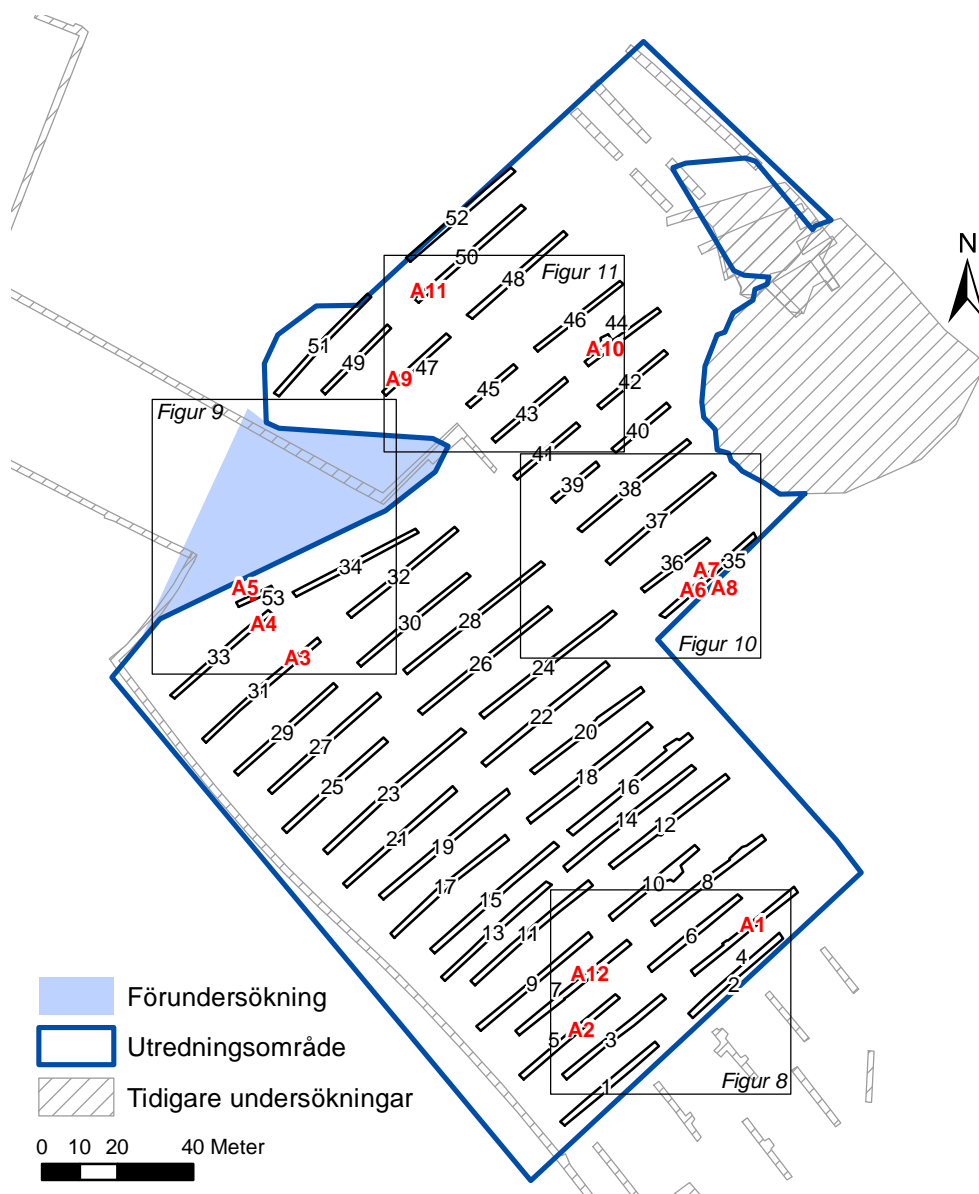 N
52
50
48
Figur 11
A11
46
44
51
49
A10
A9
47
42
45
Figur 9
43
40
41
39
38
37
34
32
36
A7
35
A5
53
A6
A8
30
28
A4
33
A3
26
24
Figur 10
31
29
27
22
20
25
23
18
16
14
12
21
19
17
10
8
15
13
11
6
A1
9
A12
7
4
2
5
A2
3
1
Figur 8
Förundersökning
Utredningsområde
Tidigare undersökningar
0 10 20 40 Meter